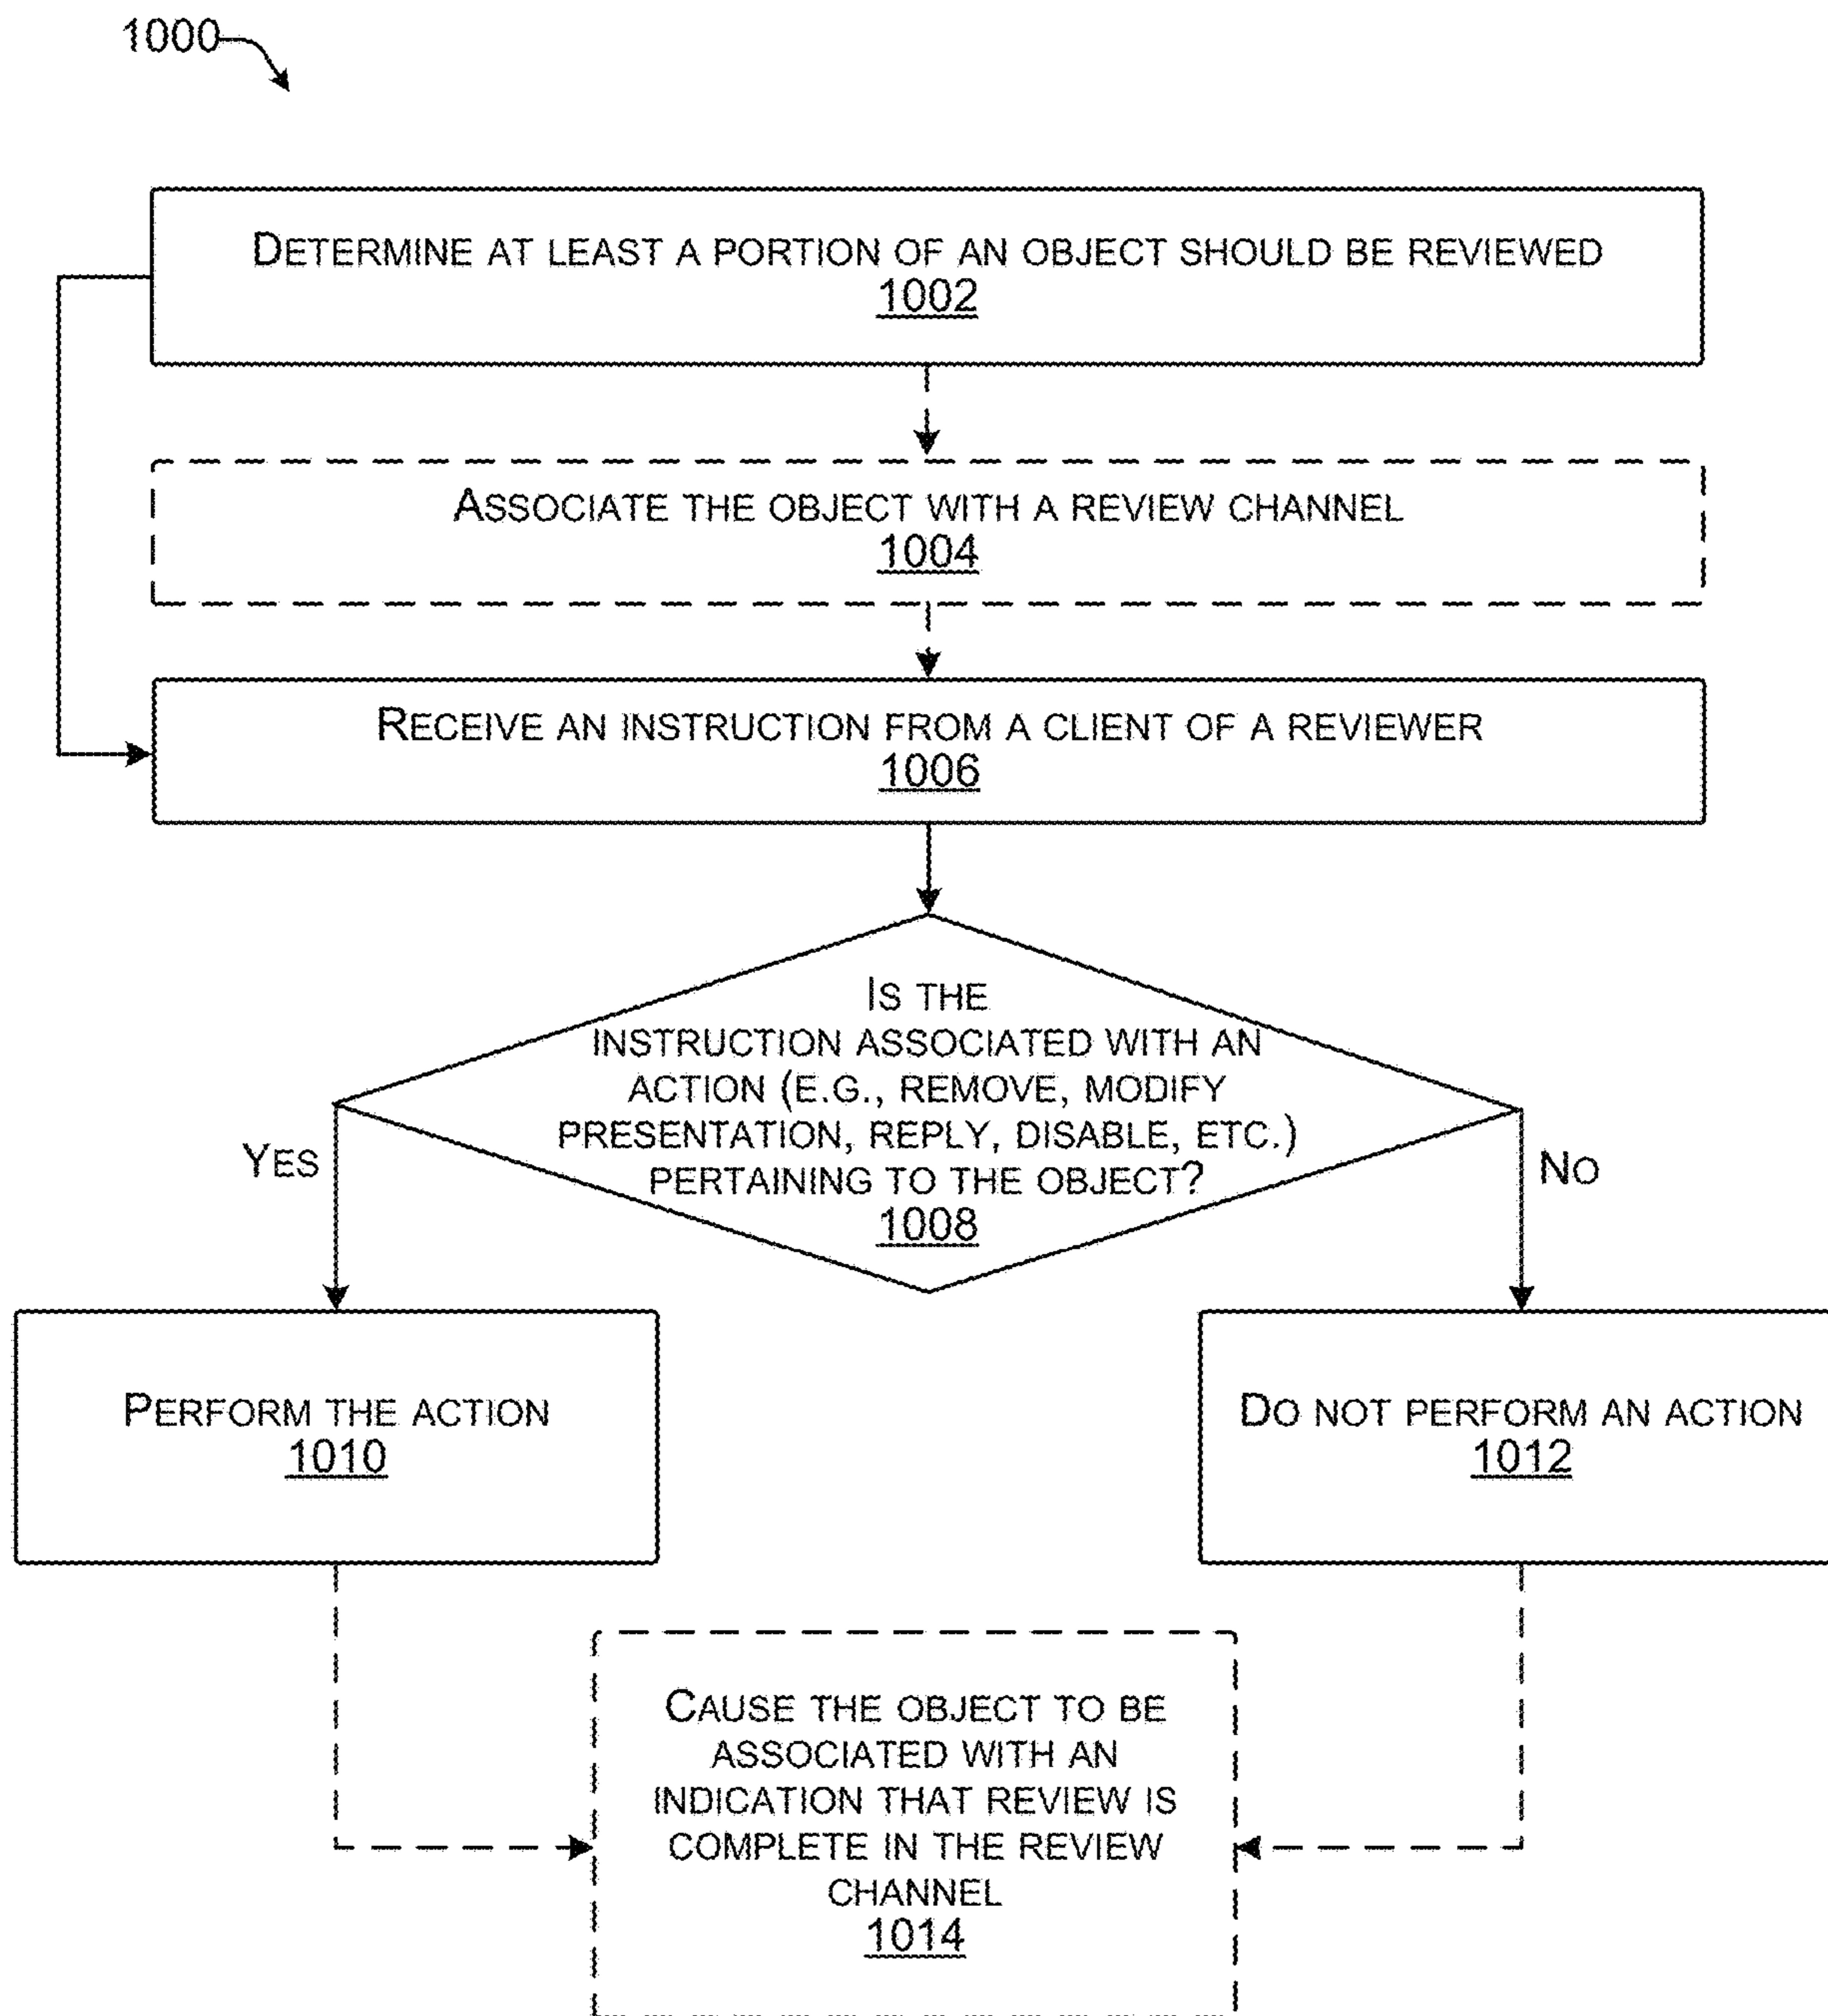 1000
DETERMINE AT LEAST A PORTION OF AN OBJECT SHOULD BE REVIEWED
1002
ASSOCIATE THE OBJECT WITH A REVIEW CHANNEL
1004
RECEIVE AN INSTRUCTION FROM A CLIENT OF A REVIEWER
1006
IS THE
INSTRUCTION ASSOCIATED WITH AN
ACTION (E.G., REMOVE, MODIFY
PRESENTATION, REPLY, DISABLE, ETC.)
PERTAINING TO THE OBJECT?
1008
YES
NO
PERFORM THE ACTION
1010
DO NOT PERFORM AN ACTION
1012
CAUSE THE OBJECT TO BE
ASSOCIATED WITH AN
INDICATION THAT REVIEW IS
COMPLETE IN THE REVIEW
CHANNEL
1014